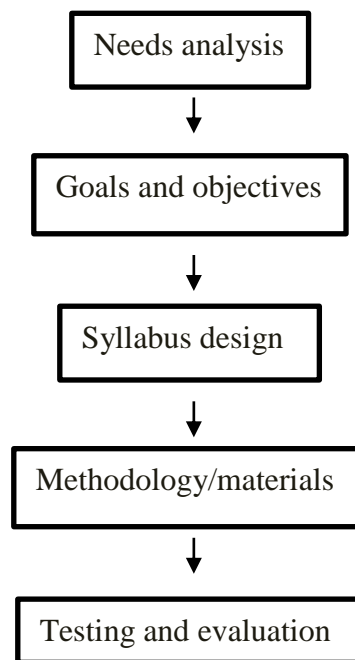 Needs analysis
Goals and objectives
Syllabus design
Methodology/materials
Testing and evaluation